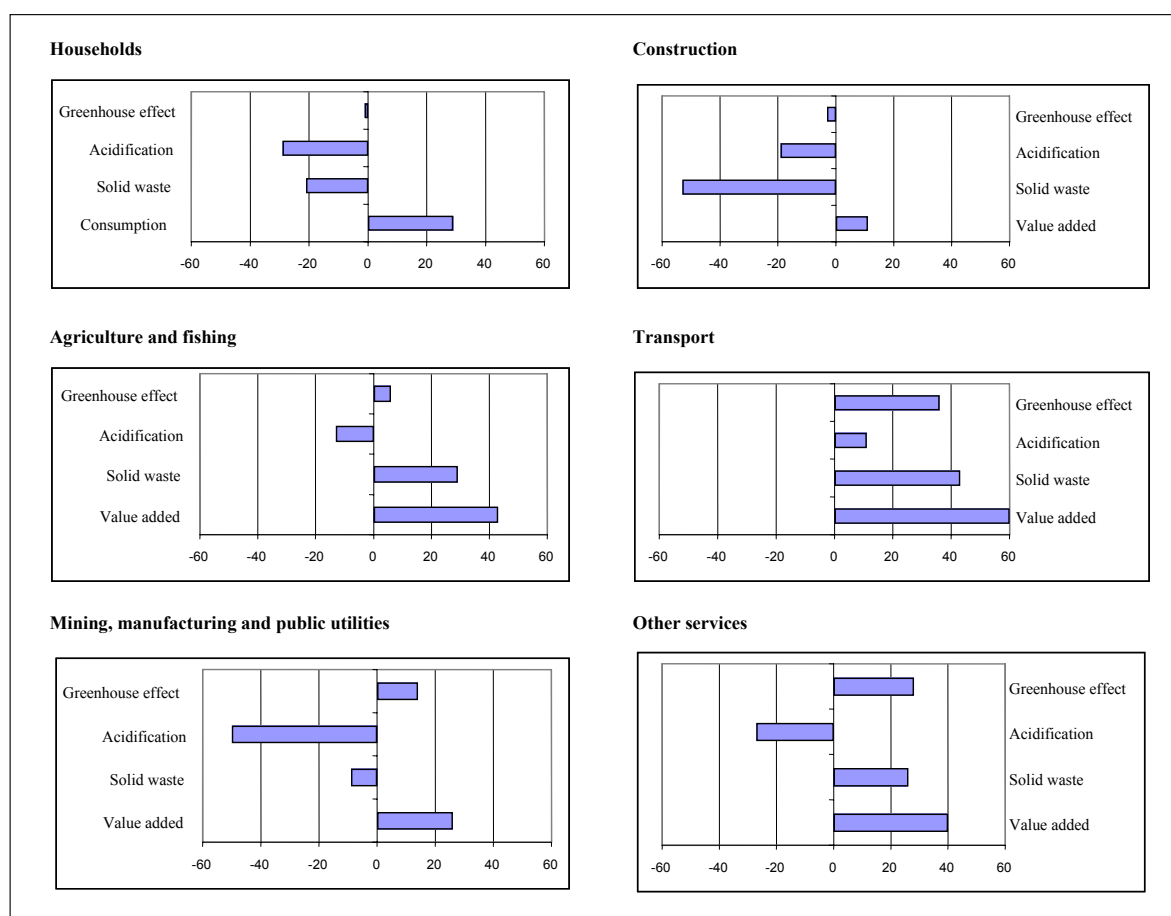 Households
Greenhouse effect
Acidification
Solid waste
Consumption
-60 -40 -20 0 20 40 60
Construction
Greenhouse effect
Acidification
Solid waste
Value added
-60 -40 -20 0 20 40 60
Agriculture and fishing
Greenhouse effect
Acidification
Solid waste
Value added
-60 -40 -20 0 20 40 60
Transport
Greenhouse effect
Acidification
Solid waste
Value added
-60 -40 -20 0 20 40 60
Mining, manufacturing and public utilities
Greenhouse effect
Acidification
Solid waste
Value added
-60 -40 -20 0 20 40 60
Other services
Greenhouse effect
Acidification
Solid waste
Value added
-60 -40 -20 0 20 40 60